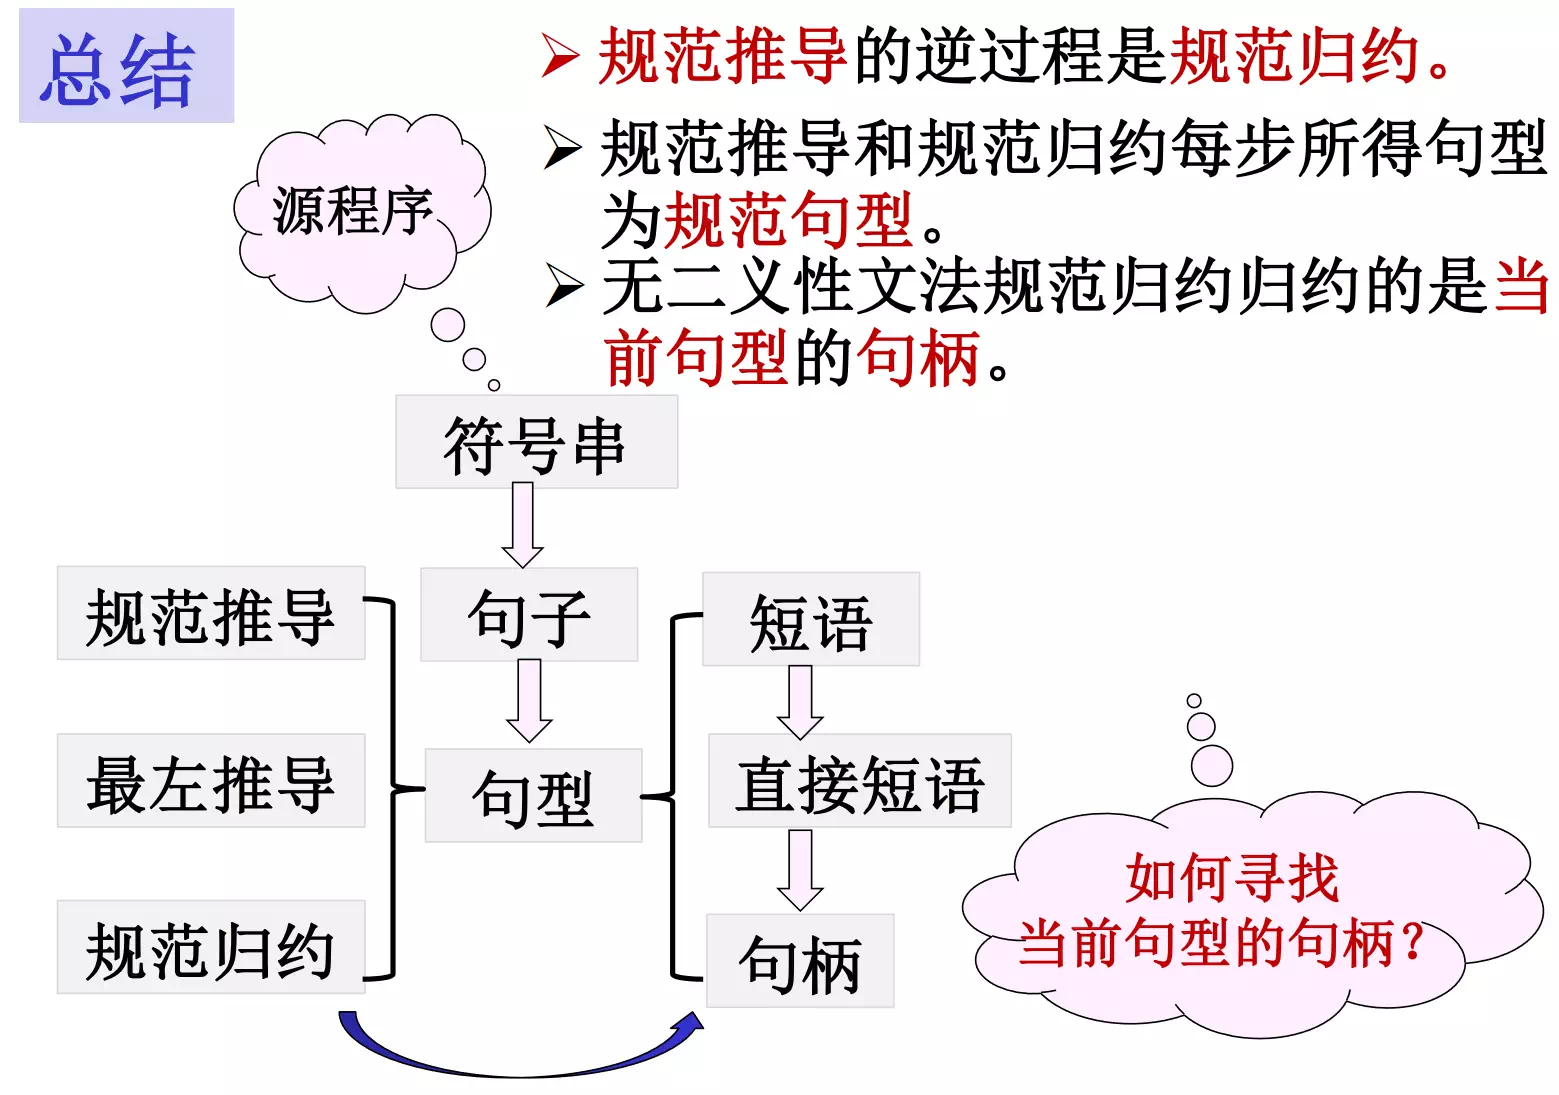 总结
规范推导的逆过程是规范归约。
规范推导和规范归约每步所得句型
为规范句型。
无二义性文法规范归约归约的是当
前句型的句柄。
源程序
符号串
规范推导
句子
短语
最左推导
句型
直接短语
规范归约
句柄
如何寻找
当前句型的句柄？